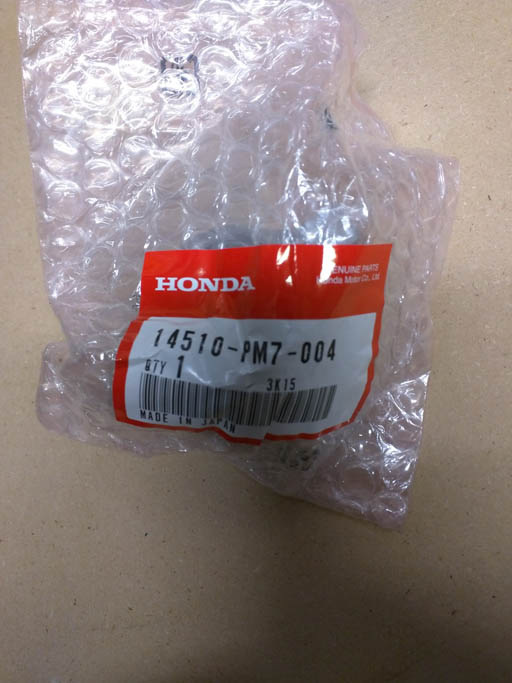 HONDA
GENUINE PARTS
Honda Motor Co., Ltd.
14510-PM7-004
QTY 1
3K15
MADE IN JAPAN